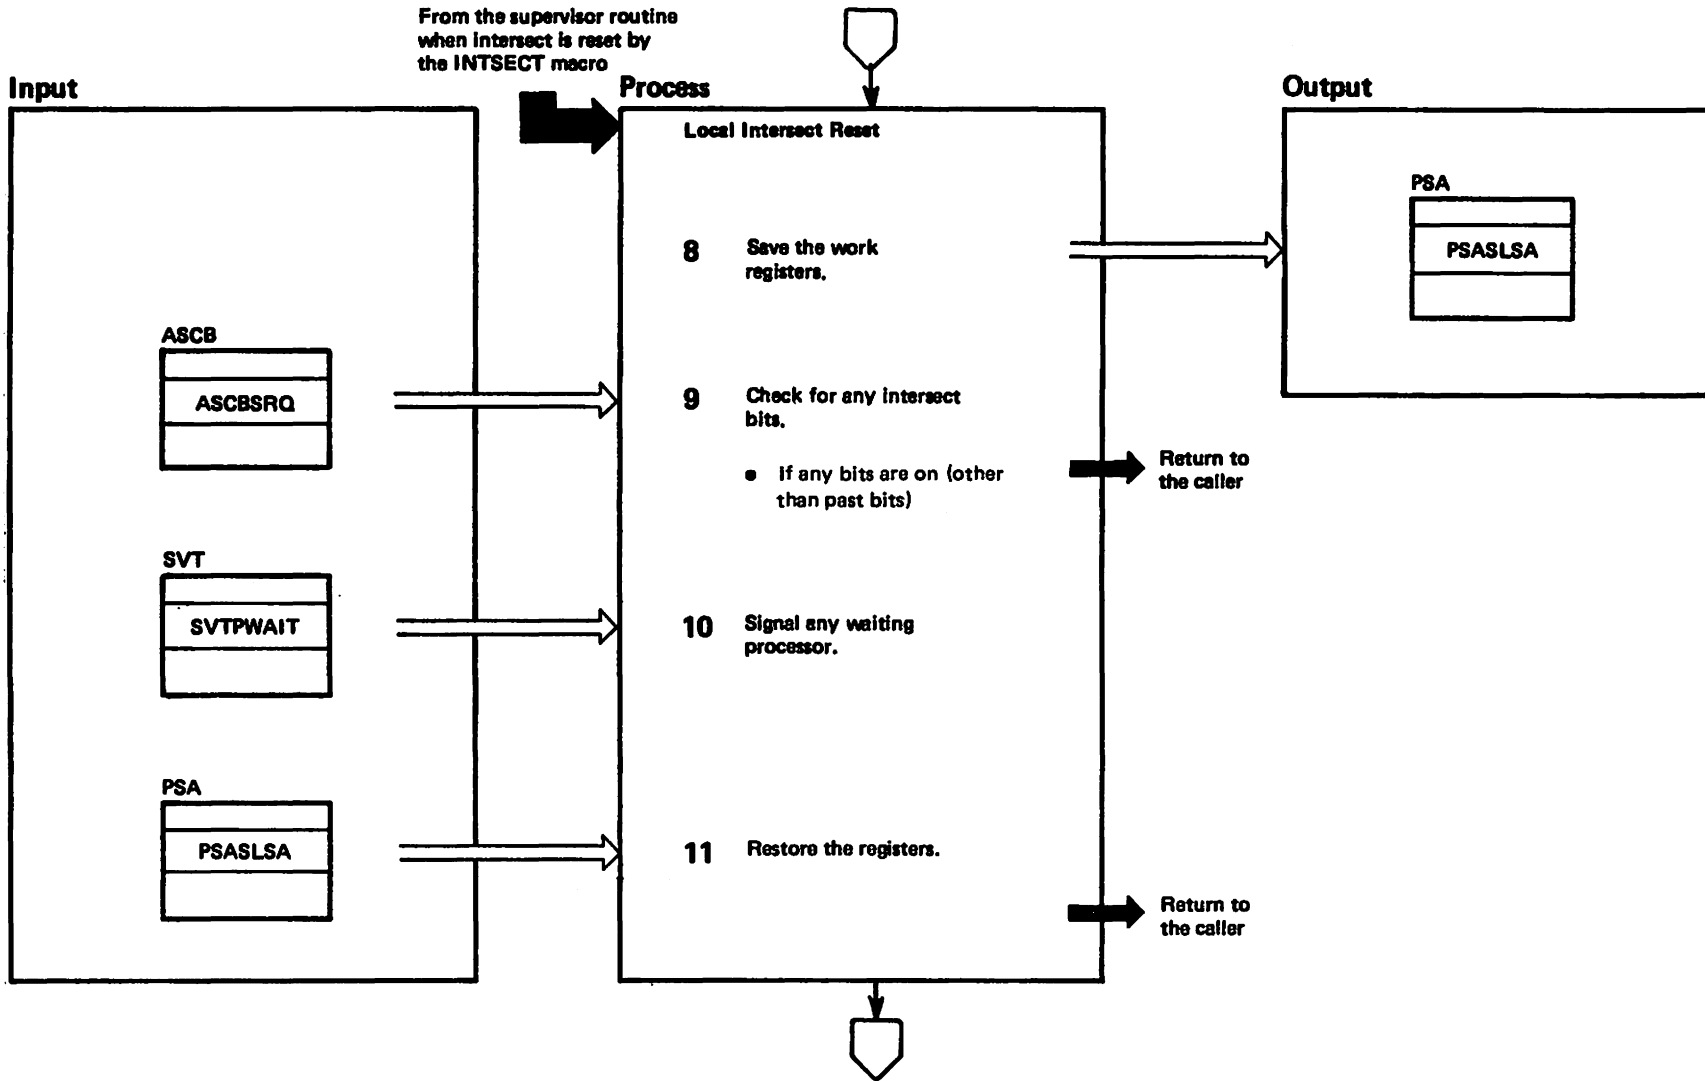 From the supervisor routine
when intersect is reset by
the INTSECT macro
Input
Process
Output
Local Intersect Reset
PSA
PSASLSA
8 Save the work
registers.
ASCB
ASCBSRQ
9 Check for any intersect
bits.
• If any bits are on (other
than past bits)
Return to
the caller
SVT
SVTPWAIT
10 Signal any waiting
processor.
PSA
PSASLSA
11 Restore the registers.
Return to
the caller